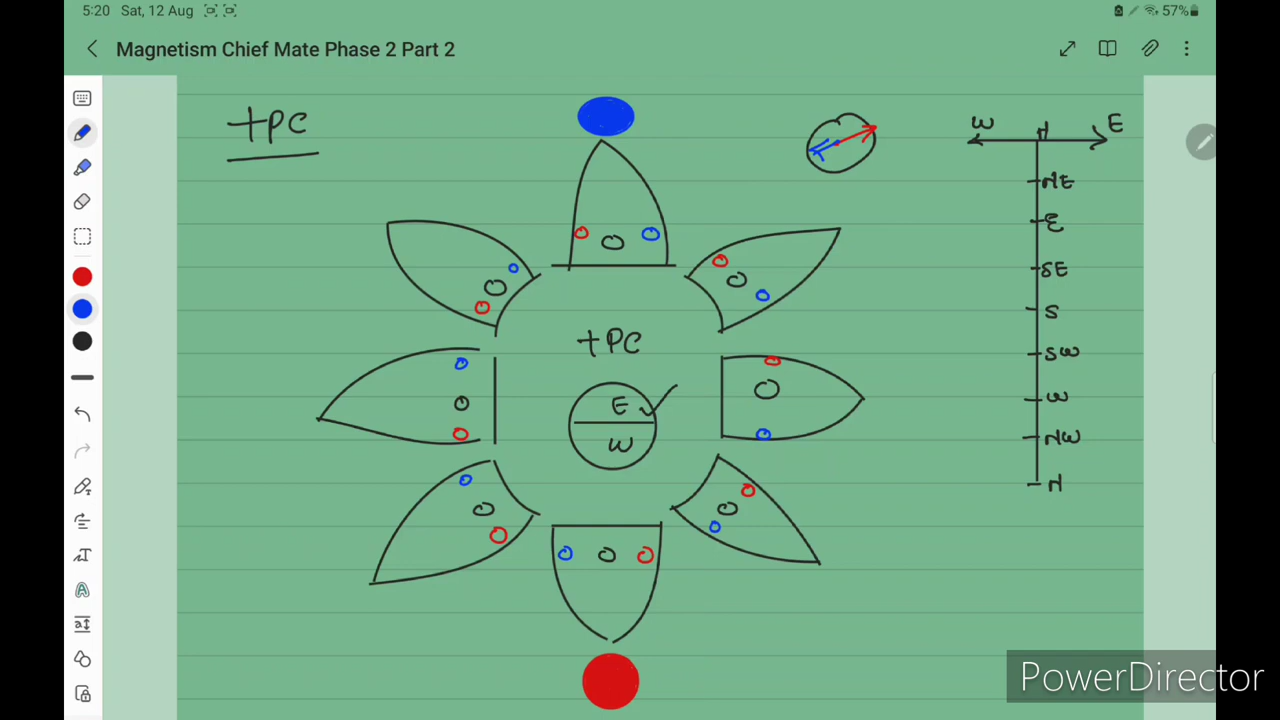 5:20 Sat, 12 Aug
57%
Magnetism Chief Mate Phase 2 Part 2
+PC
W N E
NE
E
SE
S
SW
W
NW
N
+PC
E
W
PowerDirector